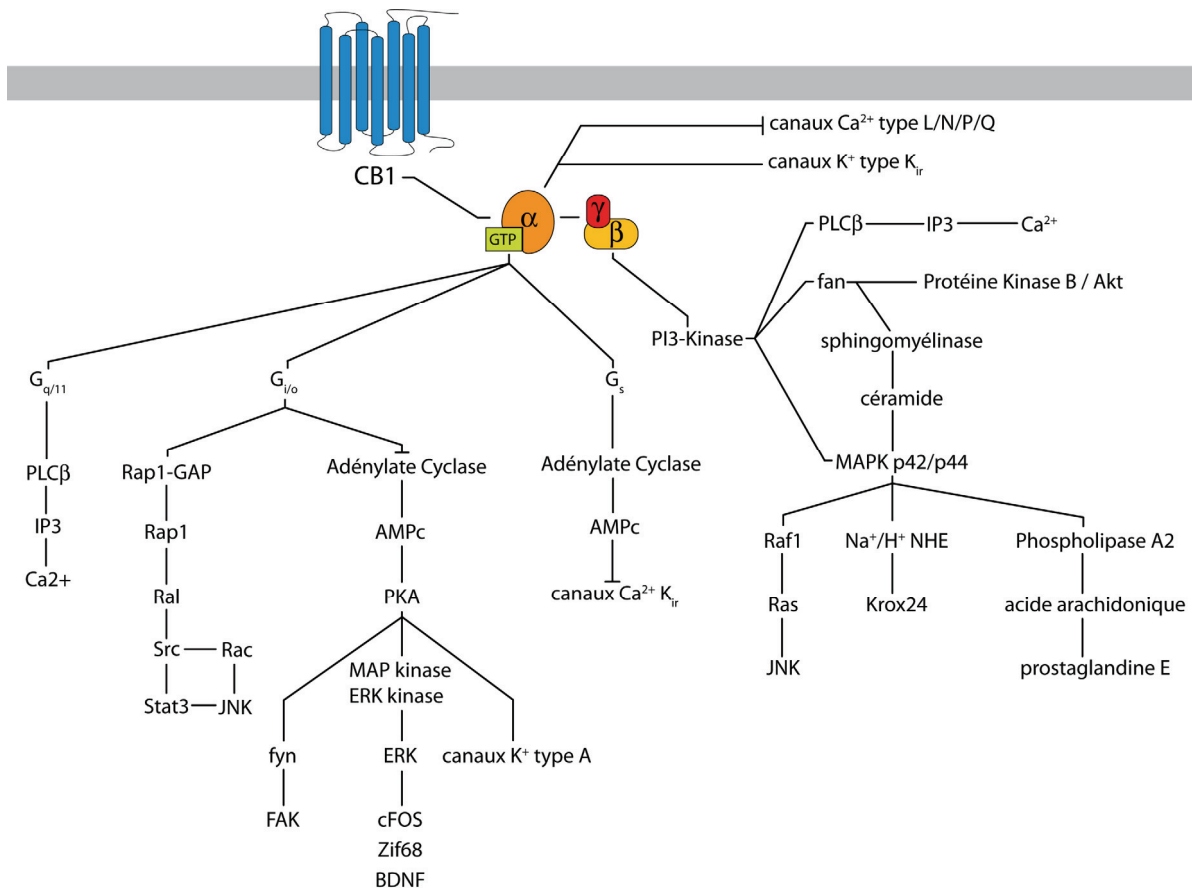 canaux Ca²⁺ type L/N/P/Q
canaux K⁺ type Kir
CB1
α
GTP
γ
β
PLCβ
IP3
Ca²⁺
fan
Protéine Kinase B / Akt
PI3-Kinase
sphingomyélinase
céramide
MAPK p42/p44
Gq/11
Gi/o
Gs
PLCβ
Rap1-GAP
Adénylate Cyclase
Adénylate Cyclase
IP3
Rap1
AMPc
AMPc
Raf1
Na⁺/H⁺ NHE
Phospholipase A2
Ca2+
Ral
PKA
canaux Ca²⁺ Kir
Ras
Krox24
acide arachidonique
Src
Rac
MAP kinase
ERK kinase
JNK
prostaglandine E
Stat3
JNK
fyn
ERK
canaux K⁺ type A
FAK
cFOS
Zif68
BDNF